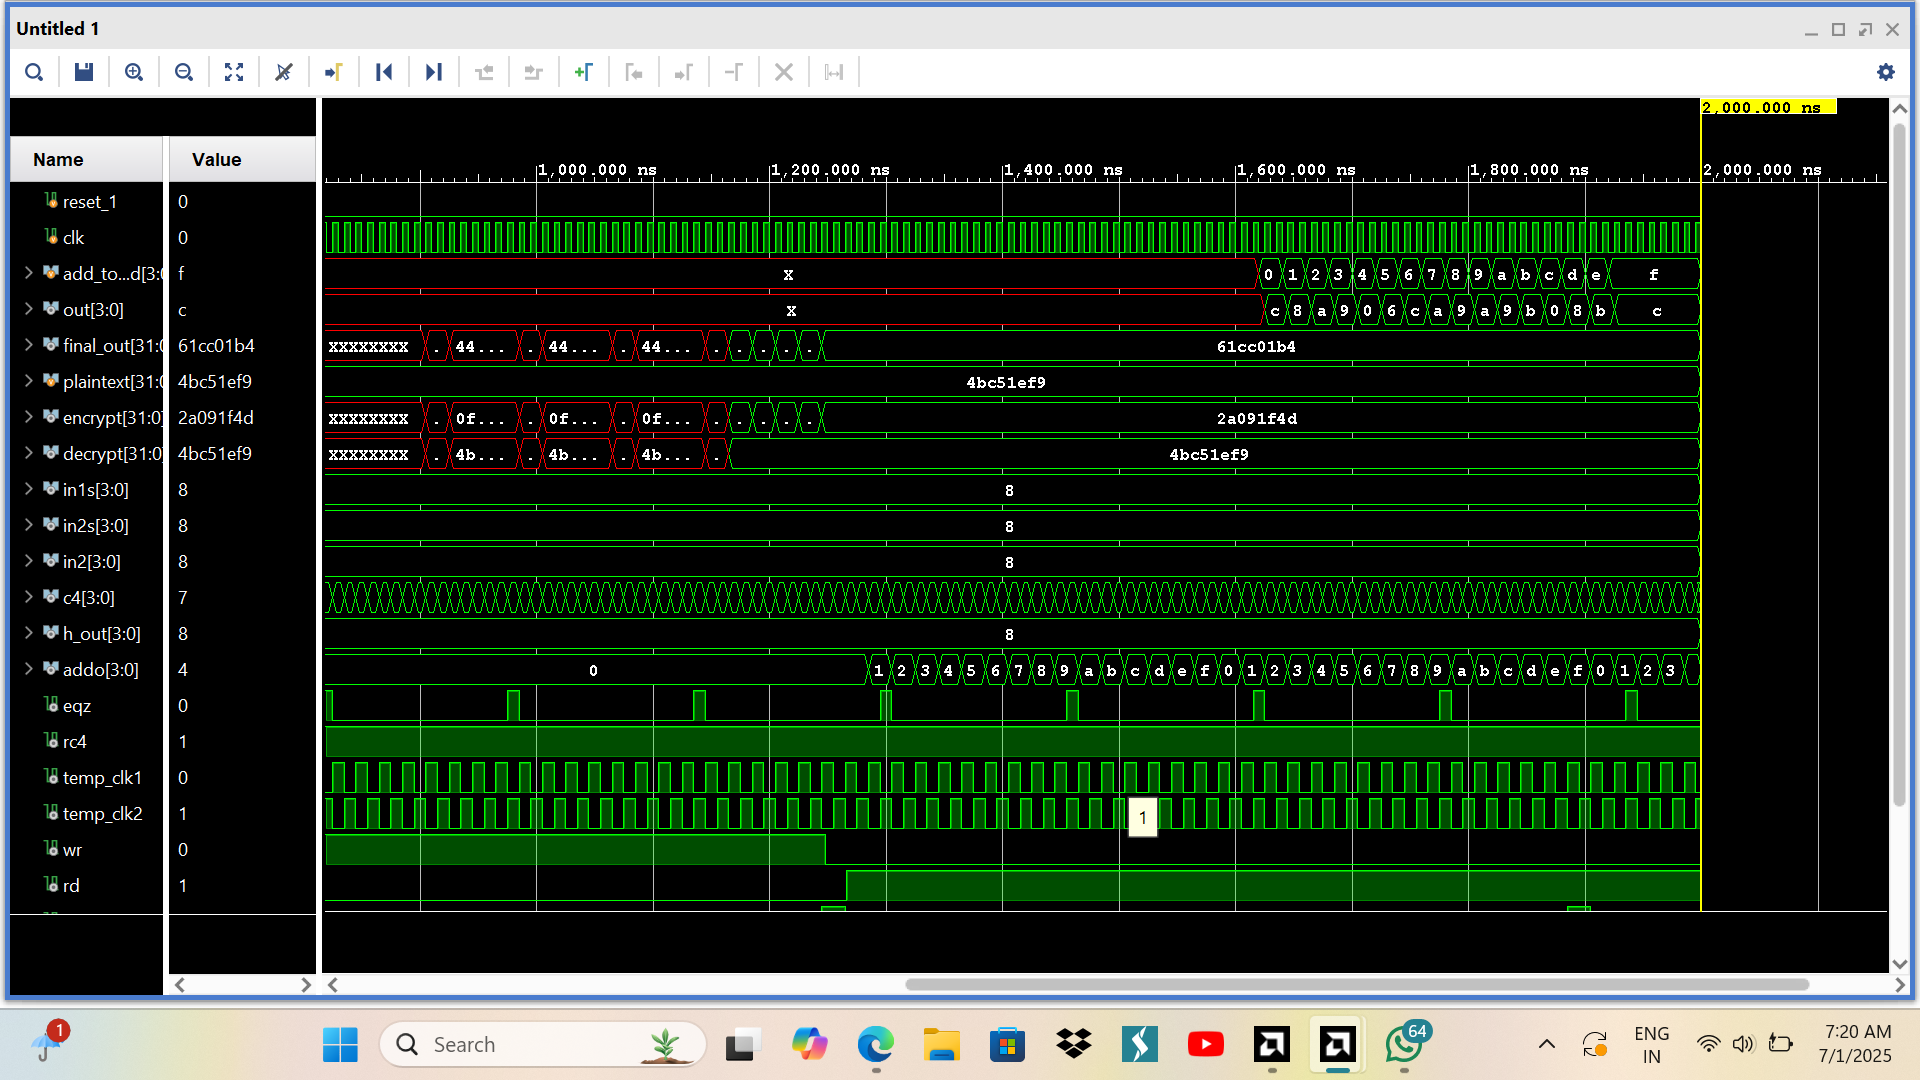 Untitled 1
2,000.000 ns
Name Value
1,000.000 ns 1,200.000 ns 1,400.000 ns 1,600.000 ns 1,800.000 ns 2,000.000 ns
reset_1 0
clk 0
add_to...d[3:0 f X 0 1 2 3 4 5 6 7 8 9 a b c d e f
out[3:0] c X c 8 a 9 0 6 c a 9 a 9 b 0 8 b c
final_out[31:0 61cc01b4 XXXXXXXX . 44... . 44... . 44... . . . . . 61cc01b4
plaintext[31:0 4bc51ef9 4bc51ef9
encrypt[31:0] 2a091f4d XXXXXXXX . 0f... . 0f... . 0f... . . . . . 2a091f4d
decrypt[31:0] 4bc51ef9 XXXXXXXX . 4b... . 4b... . 4b... . 4bc51ef9
in1s[3:0] 8 8
in2s[3:0] 8 8
in2[3:0] 8 8
c4[3:0] 7
h_out[3:0] 8 8
addo[3:0] 4 0 1 2 3 4 5 6 7 8 9 a b c d e f 0 1 2 3 4 5 6 7 8 9 a b c d e f 0 1 2 3
eqz 0
rc4 1
temp_clk1 0
temp_clk2 1 1
wr 0
rd 1
1
Search
64
ENG
IN
7:20 AM
7/1/2025